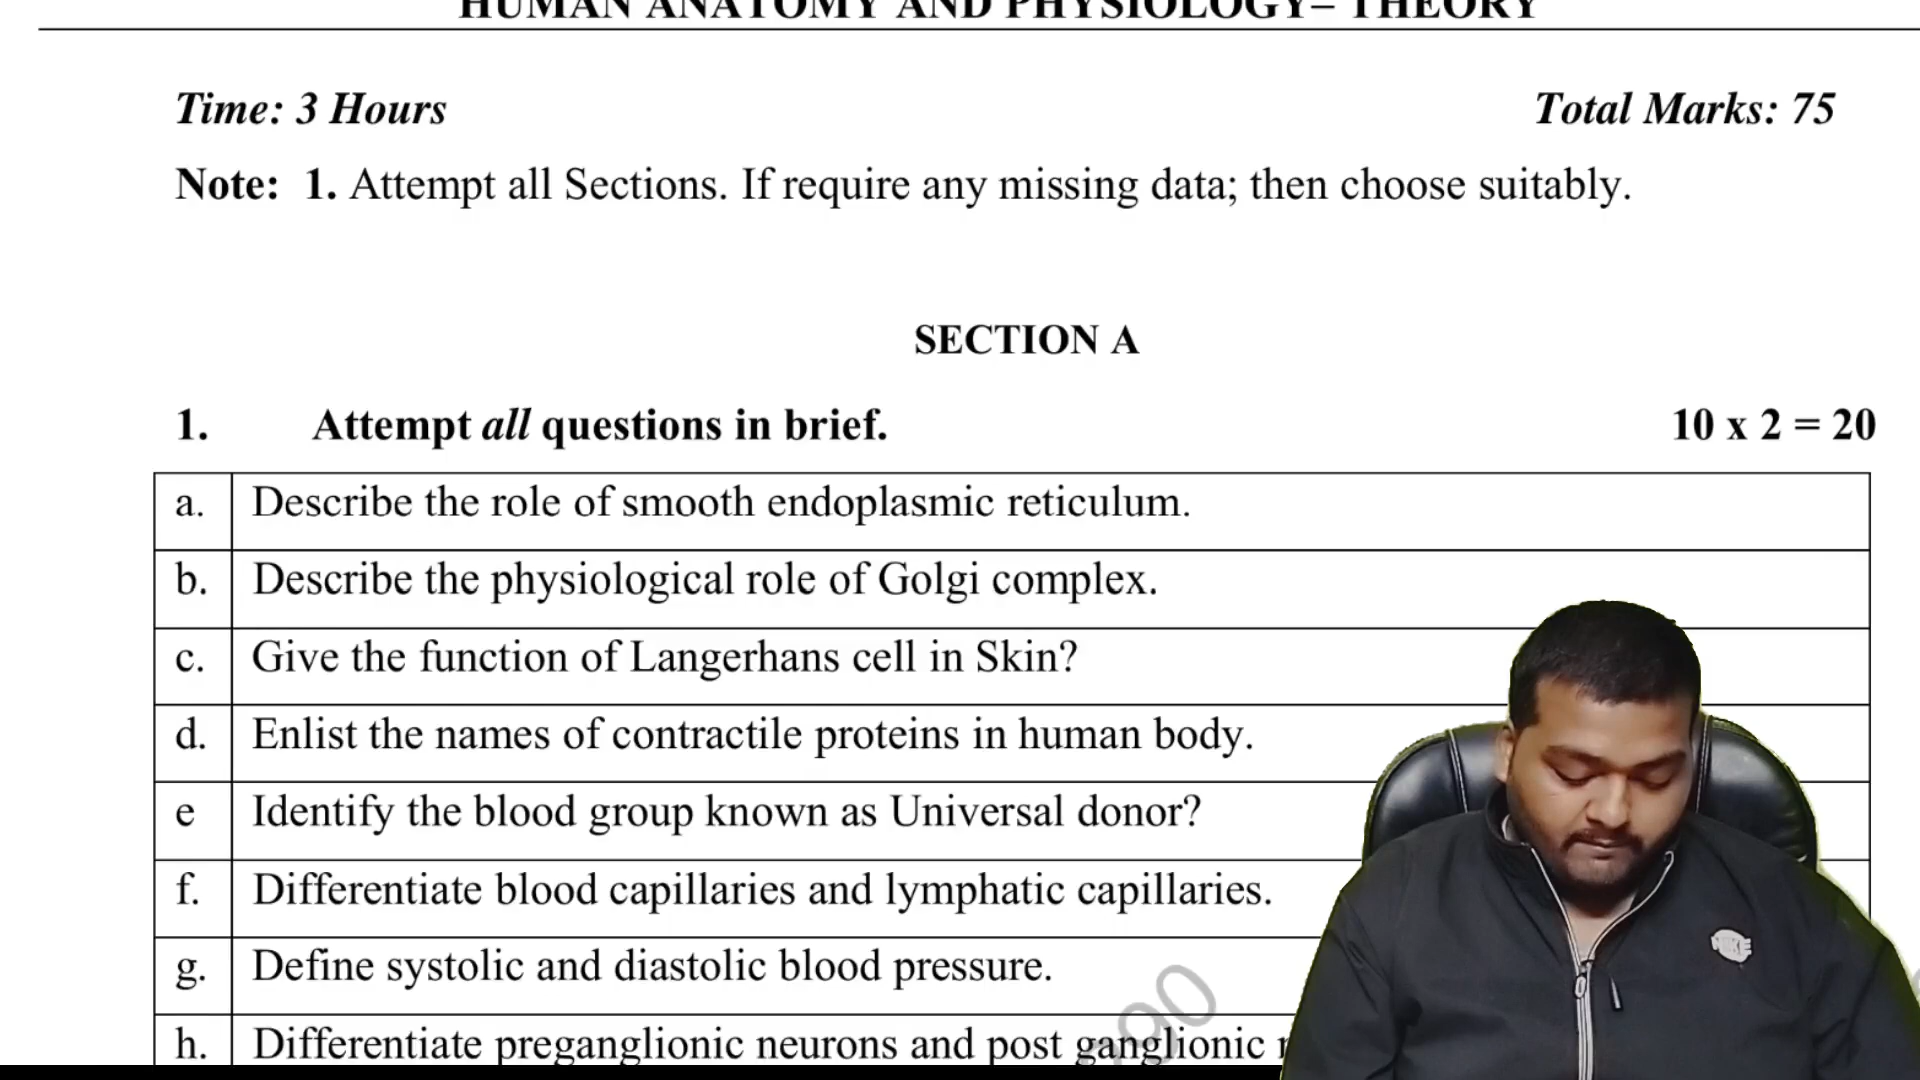 HUMAN ANATOMY AND PHYSIOLOGY– THEORY
Time: 3 Hours Total Marks: 75
Note: 1. Attempt all Sections. If require any missing data; then choose suitably.
SECTION A
1. Attempt all questions in brief. 10 x 2 = 20
a. Describe the role of smooth endoplasmic reticulum.
b. Describe the physiological role of Golgi complex.
c. Give the function of Langerhans cell in Skin?
d. Enlist the names of contractile proteins in human body.
e Identify the blood group known as Universal donor?
f. Differentiate blood capillaries and lymphatic capillaries.
g. Define systolic and diastolic blood pressure.
h. Differentiate preganglionic neurons and post ganglionic
NIKE